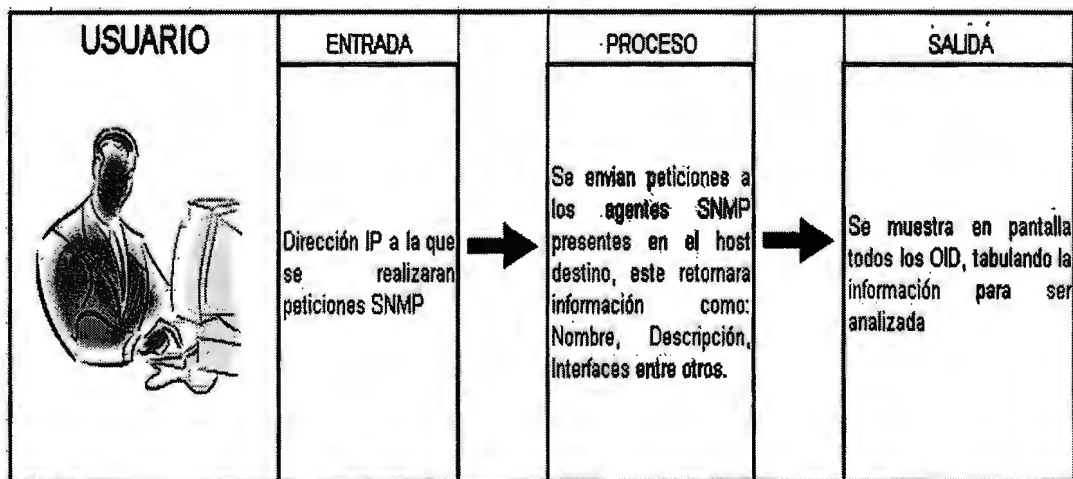 USUARIO
ENTRADA
PROCESO
SALIDA
Dirección IP a la que
se realizaran
peticiones SNMP
Se envian peticiones a
los agentes SNMP
presentes en el host
destino, este retornara
información como:
Nombre, Descripción,
Interfaces entre otros.
Se muestra en pantalla
todos los OID, tabulando la
información para ser
analizada